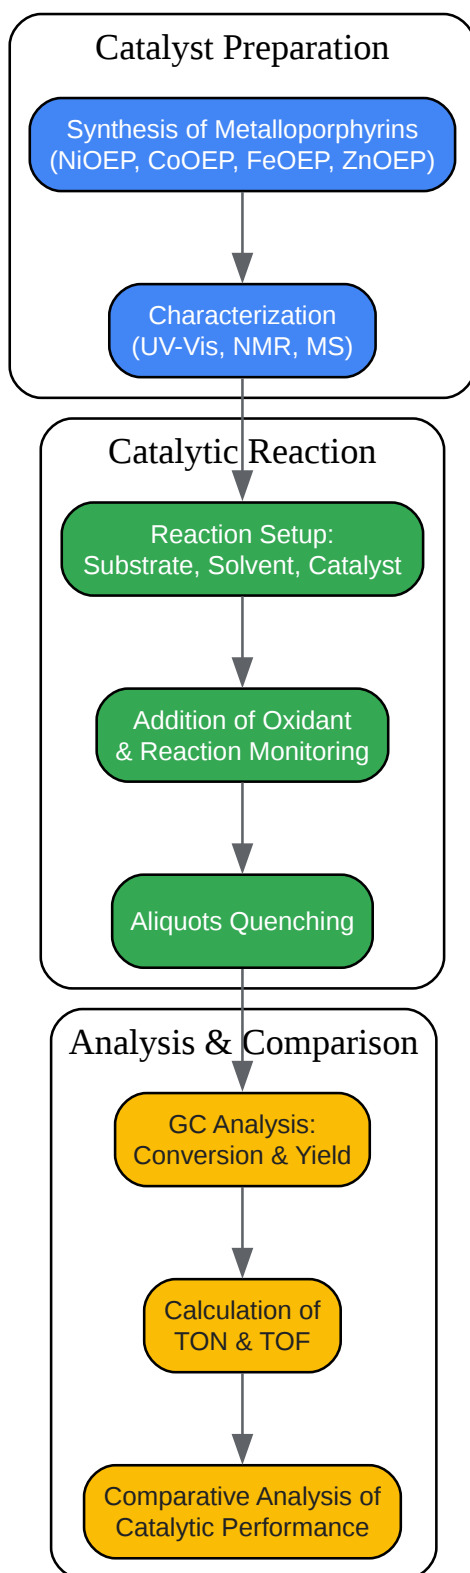 Catalyst Preparation
Synthesis of Metalloporphyrins
(NiOEP, CoOEP, FeOEP, ZnOEP)
Characterization
(UV-Vis, NMR, MS)
Catalytic Reaction
Reaction Setup:
Substrate, Solvent, Catalyst
Addition of Oxidant
& Reaction Monitoring
Aliquots Quenching
Analysis & Comparison
GC Analysis:
Conversion & Yield
Calculation of
TON & TOF
Comparative Analysis of
Catalytic Performance